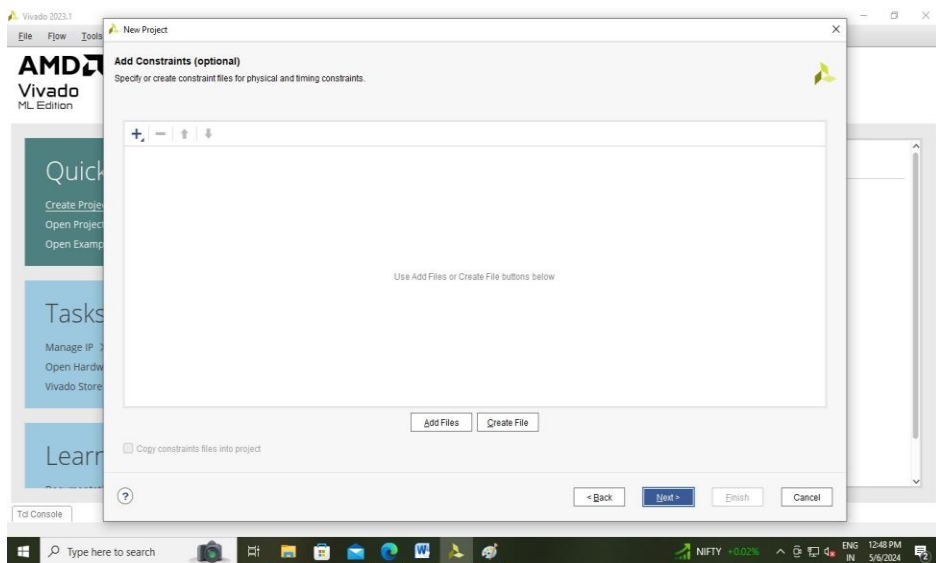 Vivado 2023.1
File Flow Tools
AMD
Vivado
ML Edition
New Project
Add Constraints (optional)
Specify or create constraint files for physical and timing constraints.
Quick
Create Proje
Open Project
Open Examp
Use Add Files or Create File buttons below
Tasks
Manage IP >
Open Hardw
Vivado Store
Add Files Create File
Copy constraints files into project
Learn
? < Back Next > Finish Cancel
Tcl Console
Type here to search
NIFTY +0.02%
ENG 12:48 PM
IN 5/6/2024
2